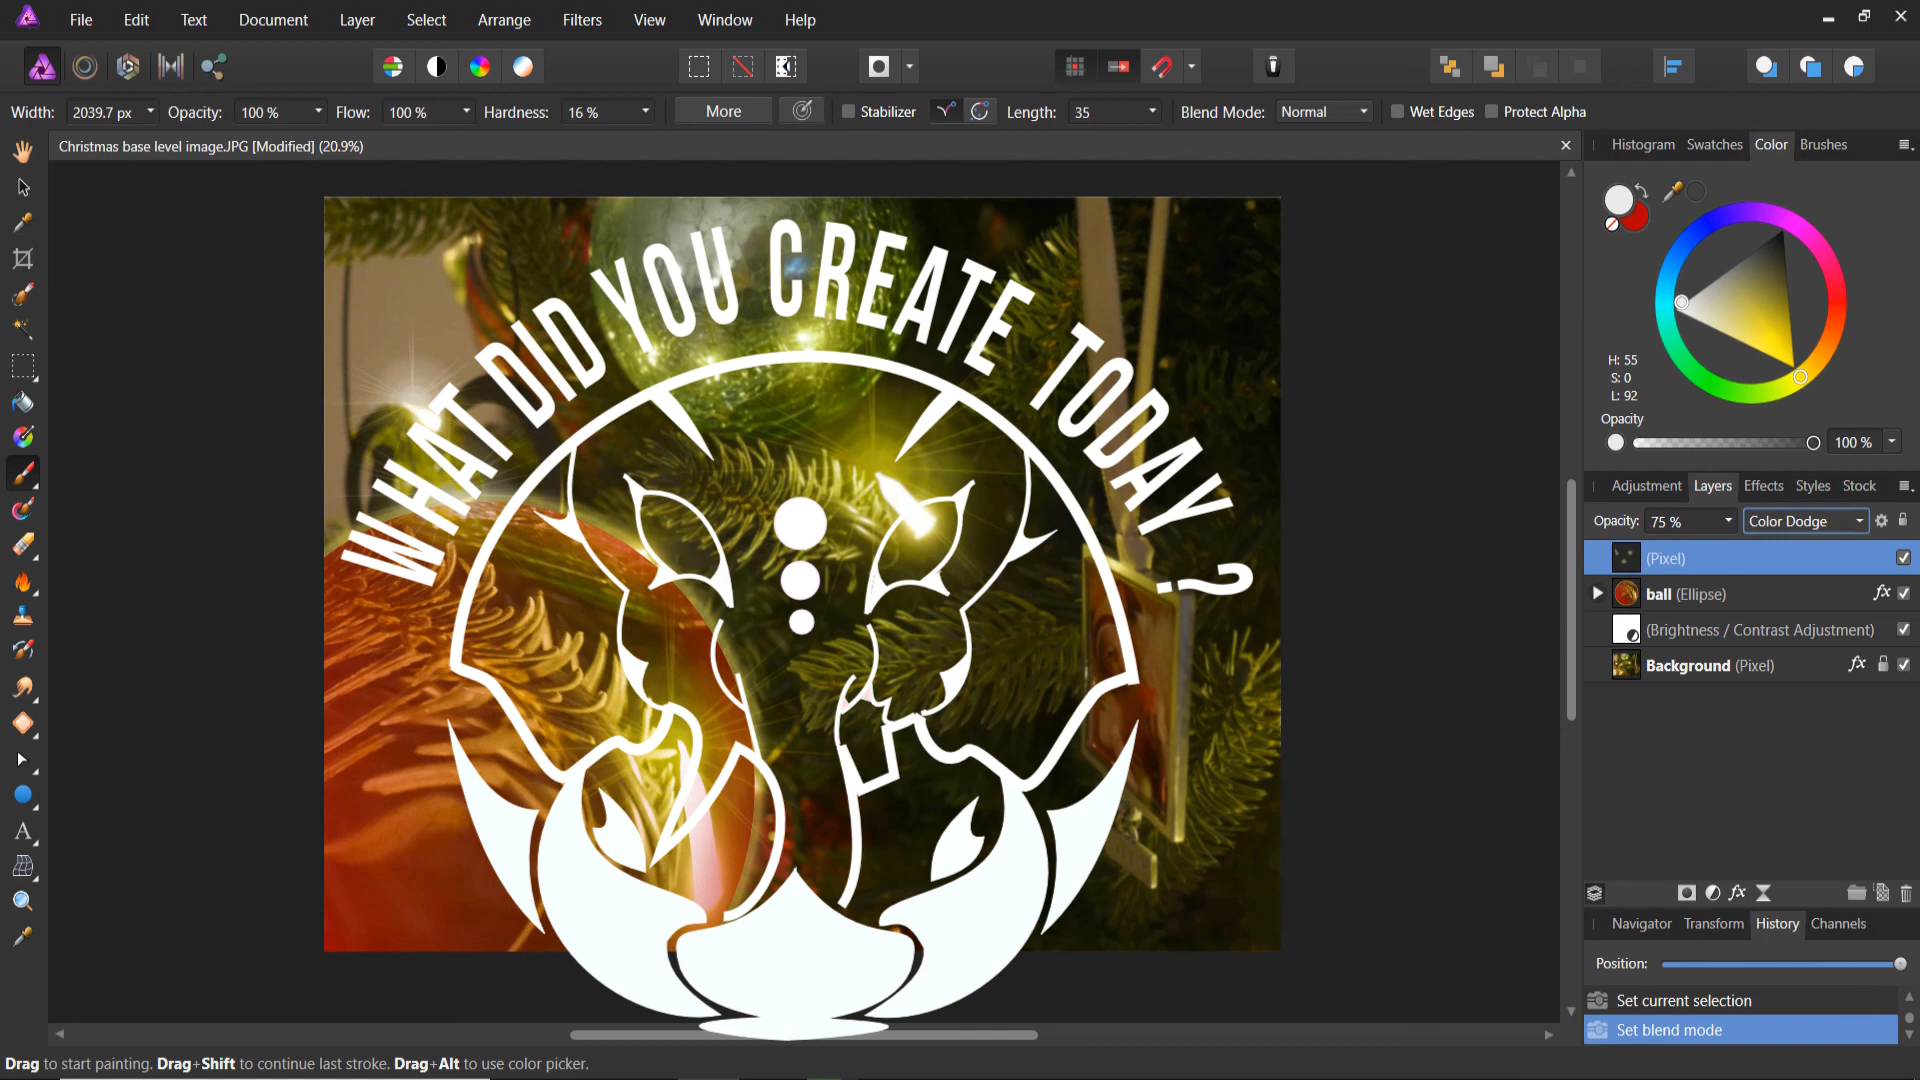 File Edit Text Document Layer Select Arrange Filters View Window Help
Width: 2039.7 px Opacity: 100 % Flow: 100 % Hardness: 16 % More Stabilizer Length: 35 Blend Mode: Normal Wet Edges Protect Alpha
Christmas base level image.JPG [Modified] (20.9%)
WHAT DID YOU CREATE TODAY ?
Histogram Swatches Color Brushes
H: 55
S: 0
L: 92
Opacity
100 %
Adjustment Layers Effects Styles Stock
Opacity: 75 % Color Dodge
(Pixel)
ball (Ellipse) fx
(Brightness / Contrast Adjustment)
Background (Pixel) fx
fx
Navigator Transform History Channels
Position:
Set current selection
Set blend mode
Drag to start painting. Drag+Shift to continue last stroke. Drag+Alt to use color picker.